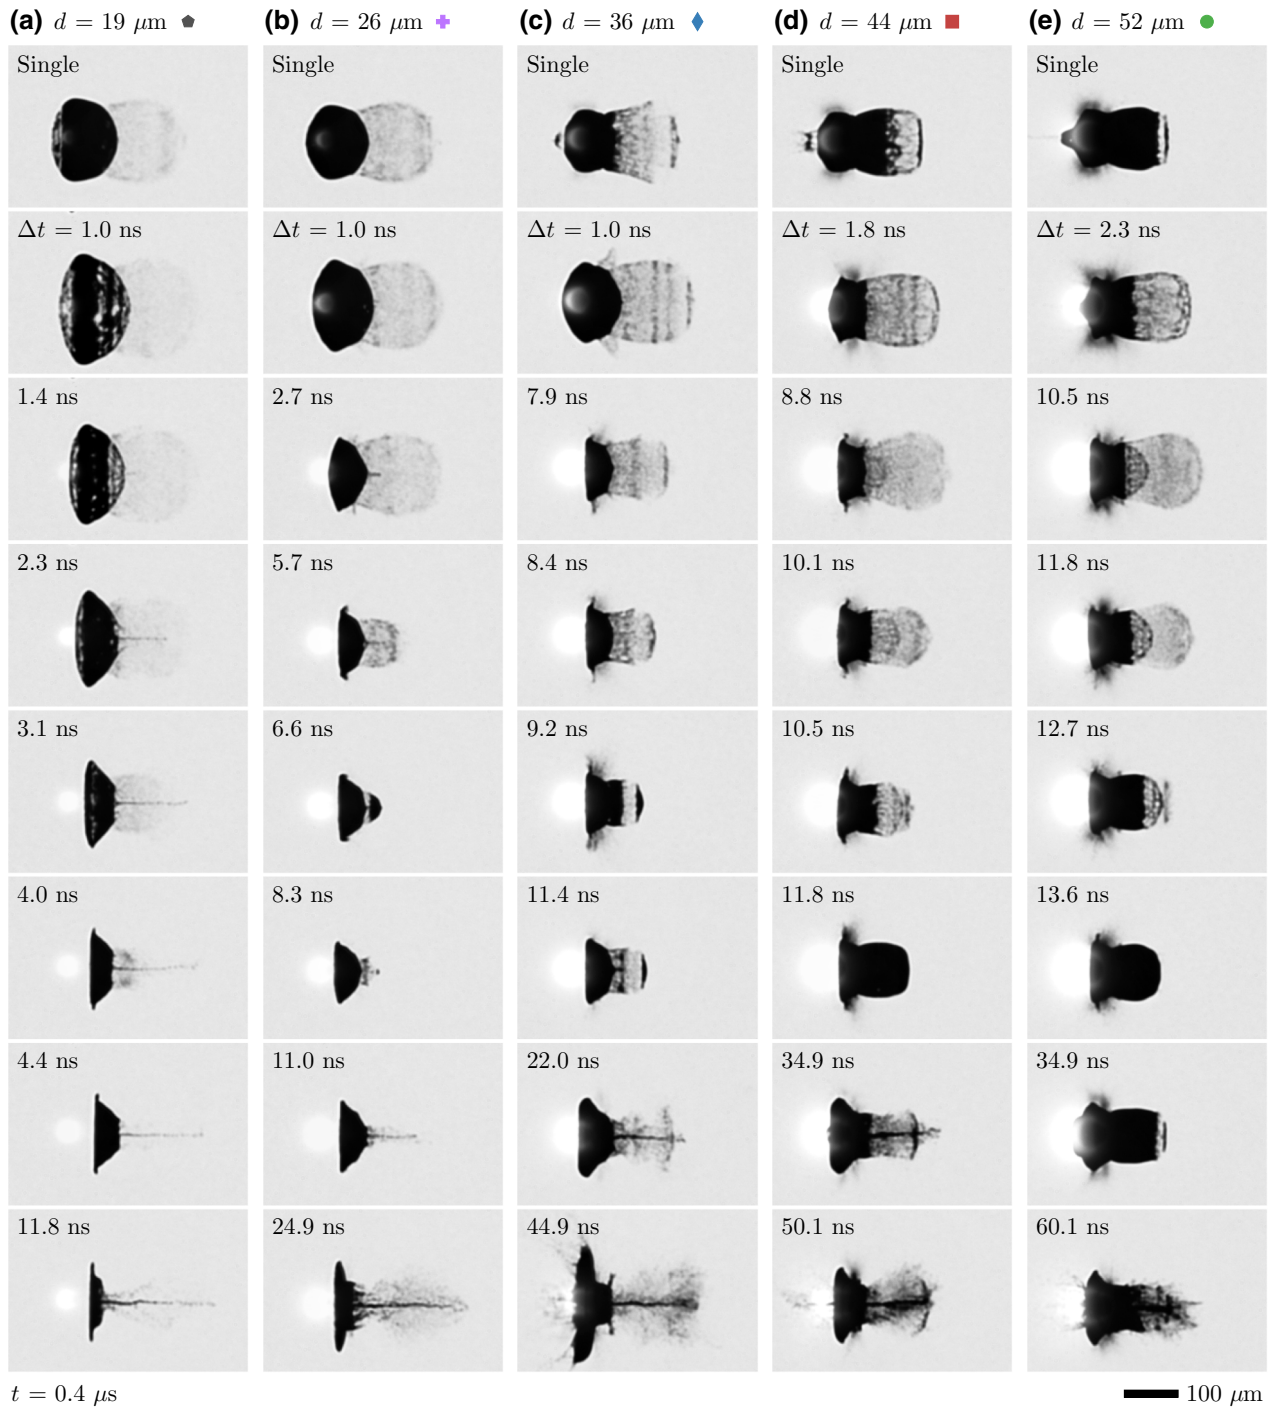 (a) d = 19 μm (b) d = 26 μm (c) d = 36 μm (d) d = 44 μm (e) d = 52 μm
Single Single Single Single Single
Δt = 1.0 ns Δt = 1.0 ns Δt = 1.0 ns Δt = 1.8 ns Δt = 2.3 ns
1.4 ns 2.7 ns 7.9 ns 8.8 ns 10.5 ns
2.3 ns 5.7 ns 8.4 ns 10.1 ns 11.8 ns
3.1 ns 6.6 ns 9.2 ns 10.5 ns 12.7 ns
4.0 ns 8.3 ns 11.4 ns 11.8 ns 13.6 ns
4.4 ns 11.0 ns 22.0 ns 34.9 ns 34.9 ns
11.8 ns 24.9 ns 44.9 ns 50.1 ns 60.1 ns
t = 0.4 μs 100 μm